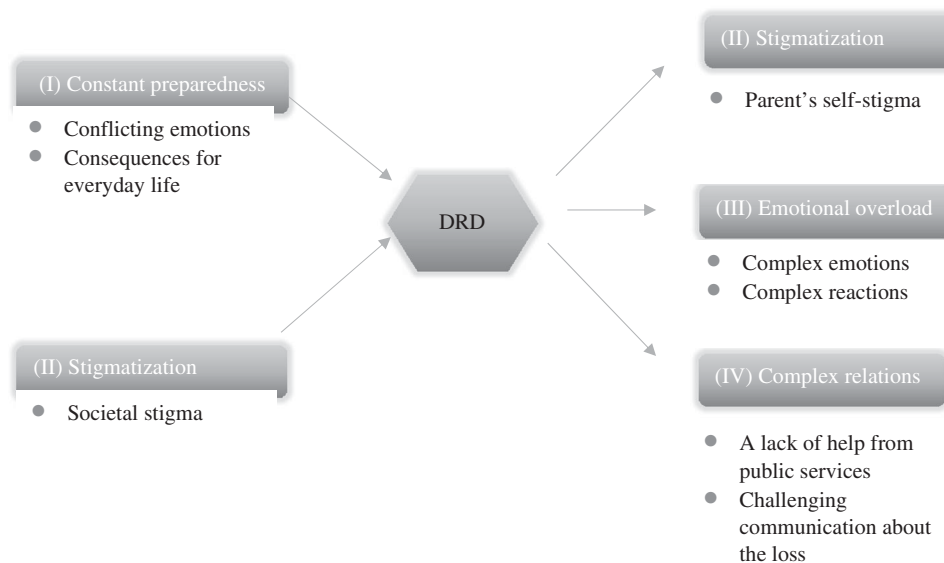 (I) Constant preparedness
● Conflicting emotions
● Consequences for
everyday life
(II) Stigmatization
● Societal stigma
DRD
(II) Stigmatization
● Parent’s self-stigma
(III) Emotional overload
● Complex emotions
● Complex reactions
(IV) Complex relations
● A lack of help from
public services
● Challenging
communication about
the loss